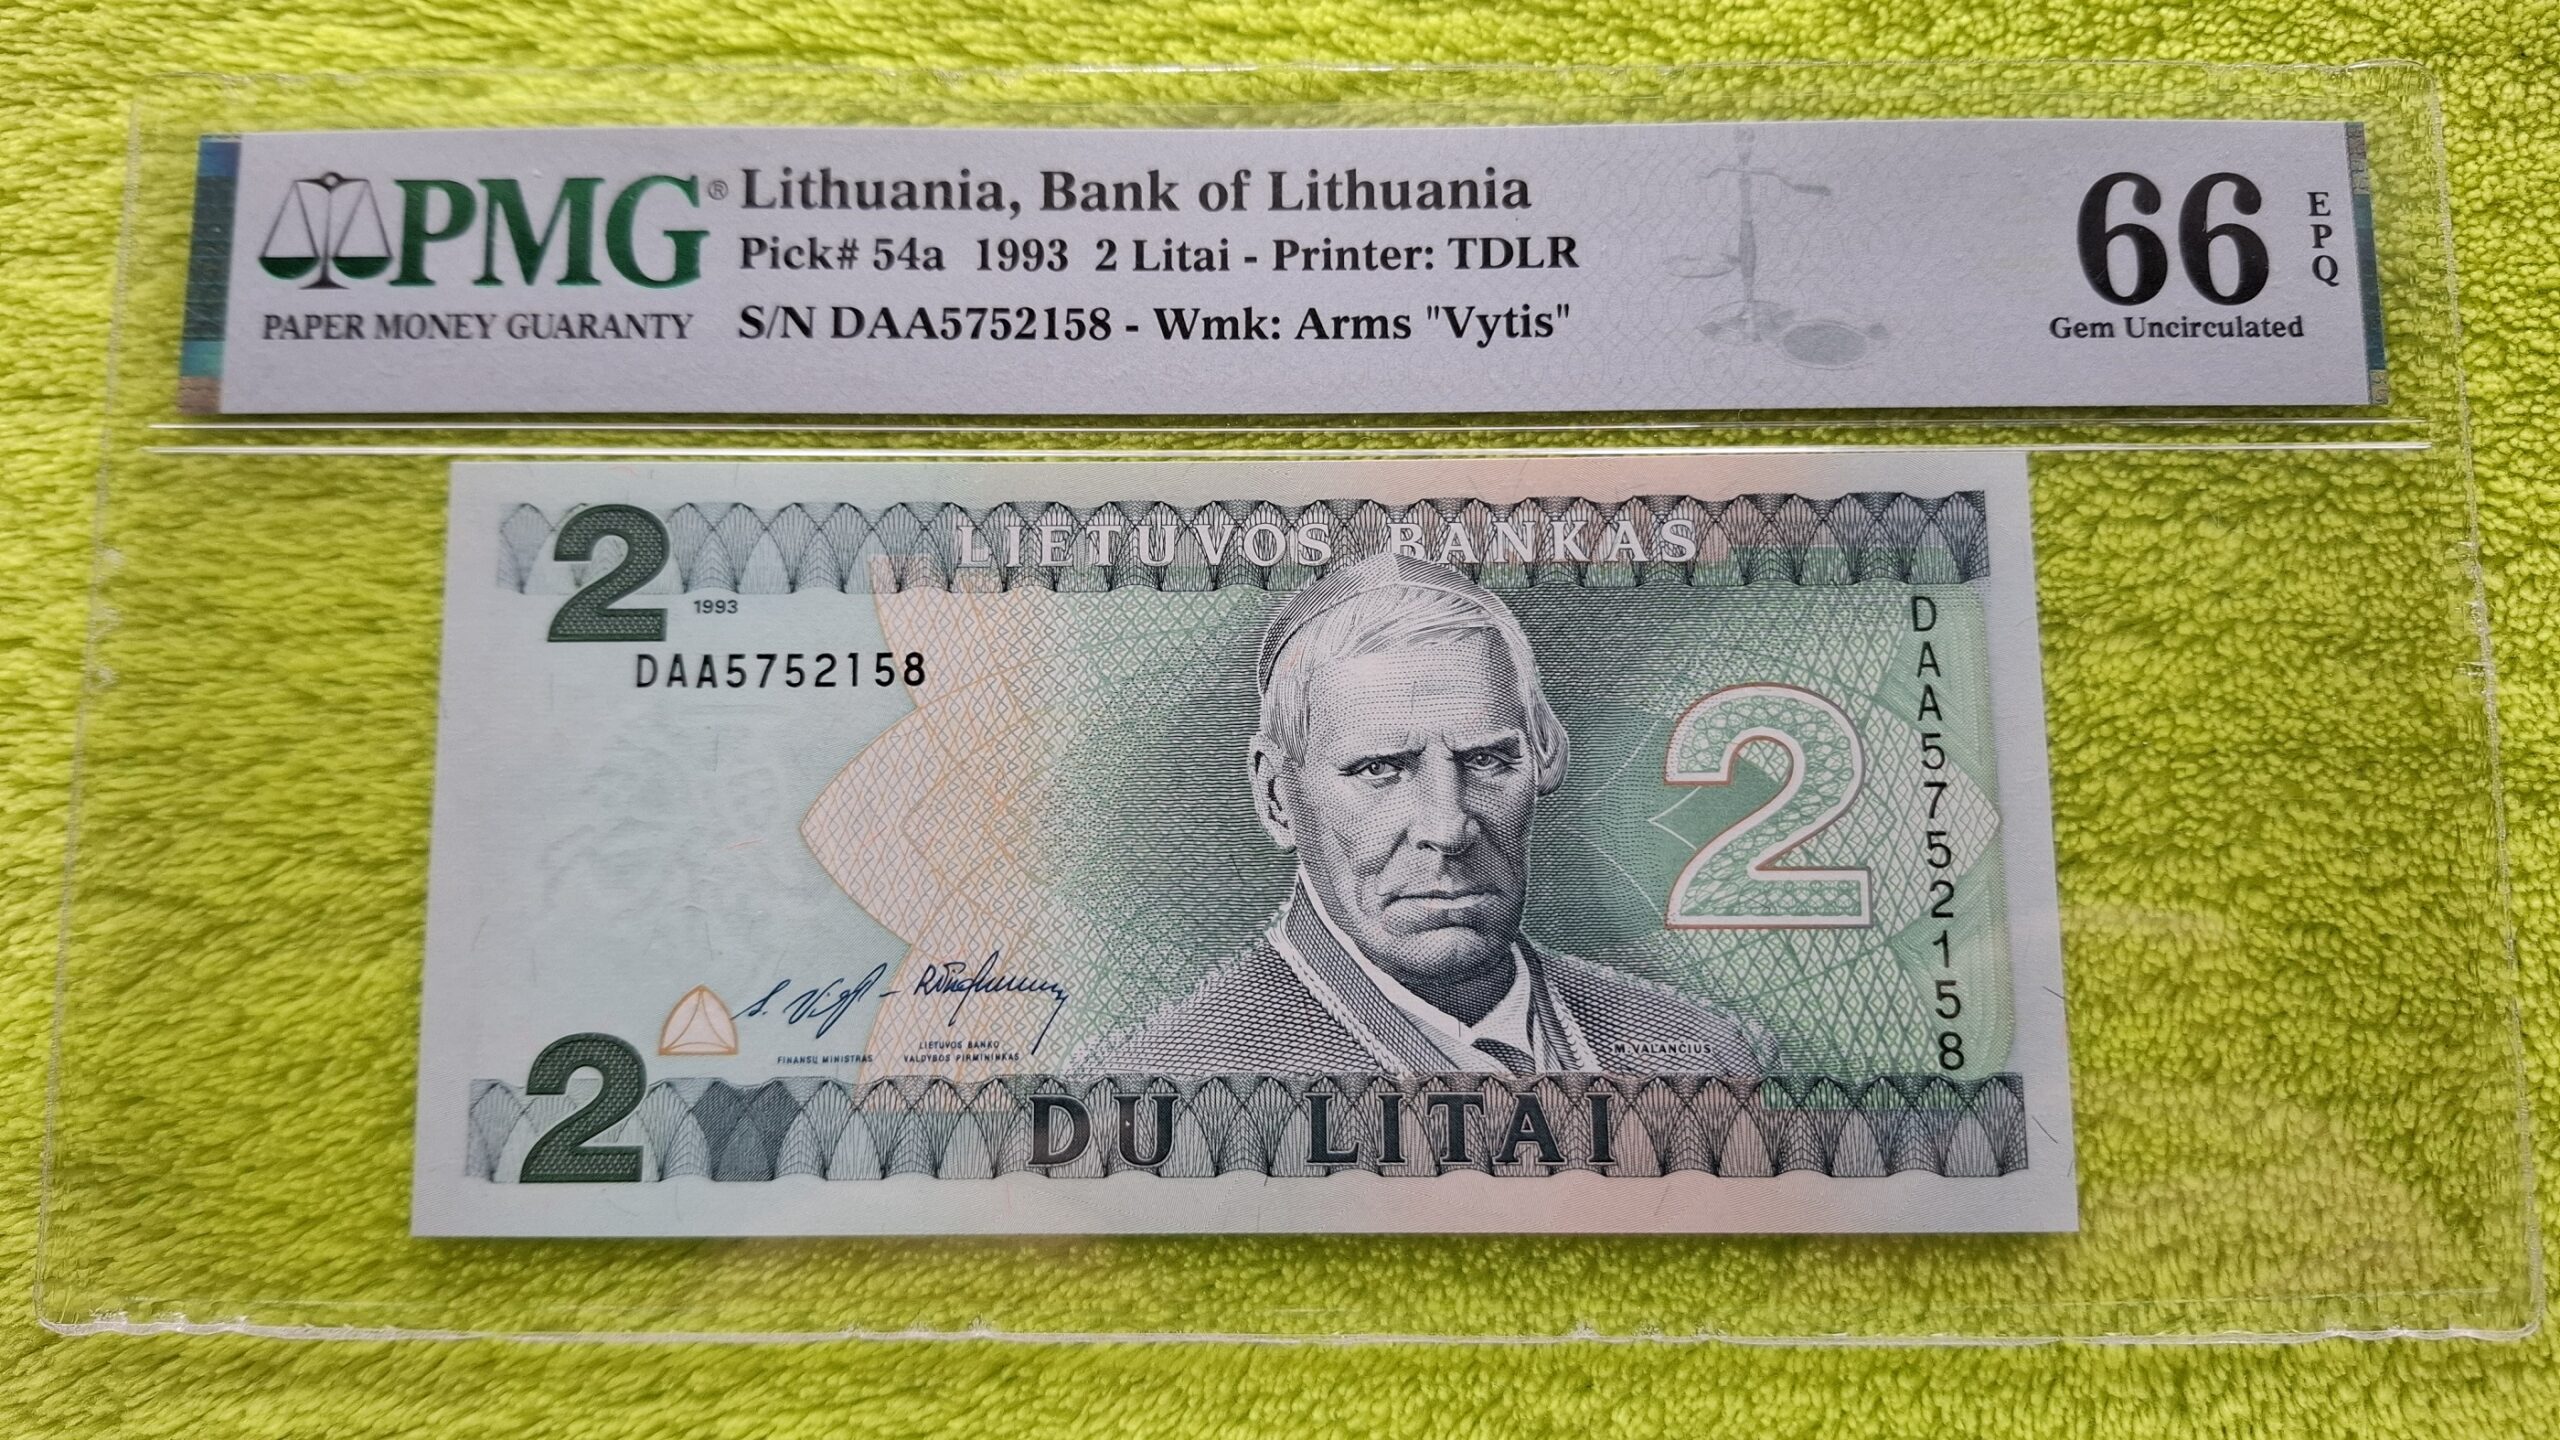 PMG®
PAPER MONEY GUARANTY
Lithuania, Bank of Lithuania
Pick# 54a 1993 2 Litai - Printer: TDLR
S/N DAA5752158 - Wmk: Arms "Vytis"
66
EPQ
Gem Uncirculated
LIETUVOS BANKAS
2
1993
DAA5752158
DAA5752158
2
FINANSŲ MINISTRAS
LIETUVOS BANKO
VALDYBOS PIRMININKAS
M. VALANČIUS
2
DU LITAI